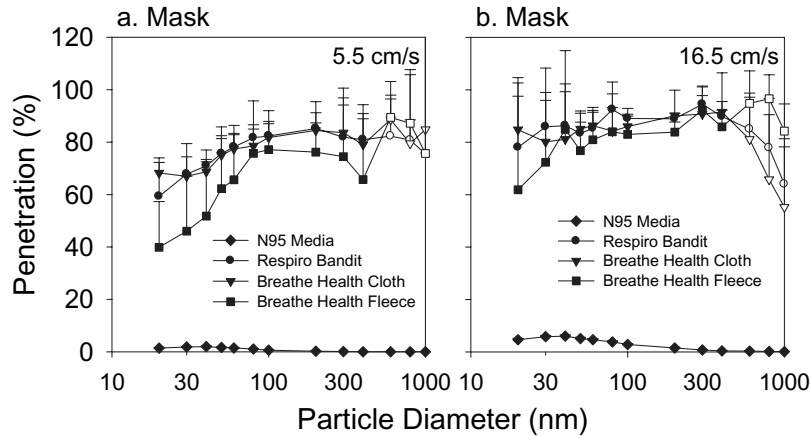 a. Mask
b. Mask
5.5 cm/s
16.5 cm/s
Penetration (%)
120
100
80
60
40
20
0
N95 Media
Respiro Bandit
Breathe Health Cloth
Breathe Health Fleece
N95 Media
Respiro Bandit
Breathe Health Cloth
Breathe Health Fleece
10 30 100 300 1000 10 30 100 300 1000
Particle Diameter (nm)